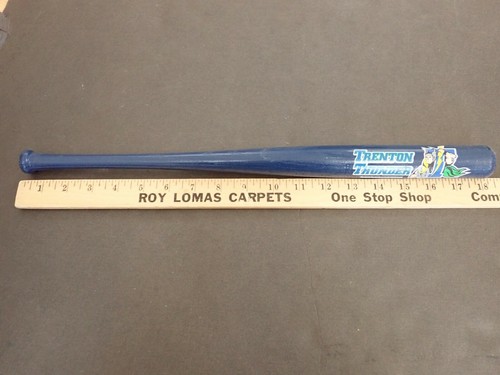 TRENTON
THUNDER
1 2 3 4 5 6 7 8 9 10 11 12 13 14 15 16 17 18
ROY LOMAS CARPETS One Stop Shop Com